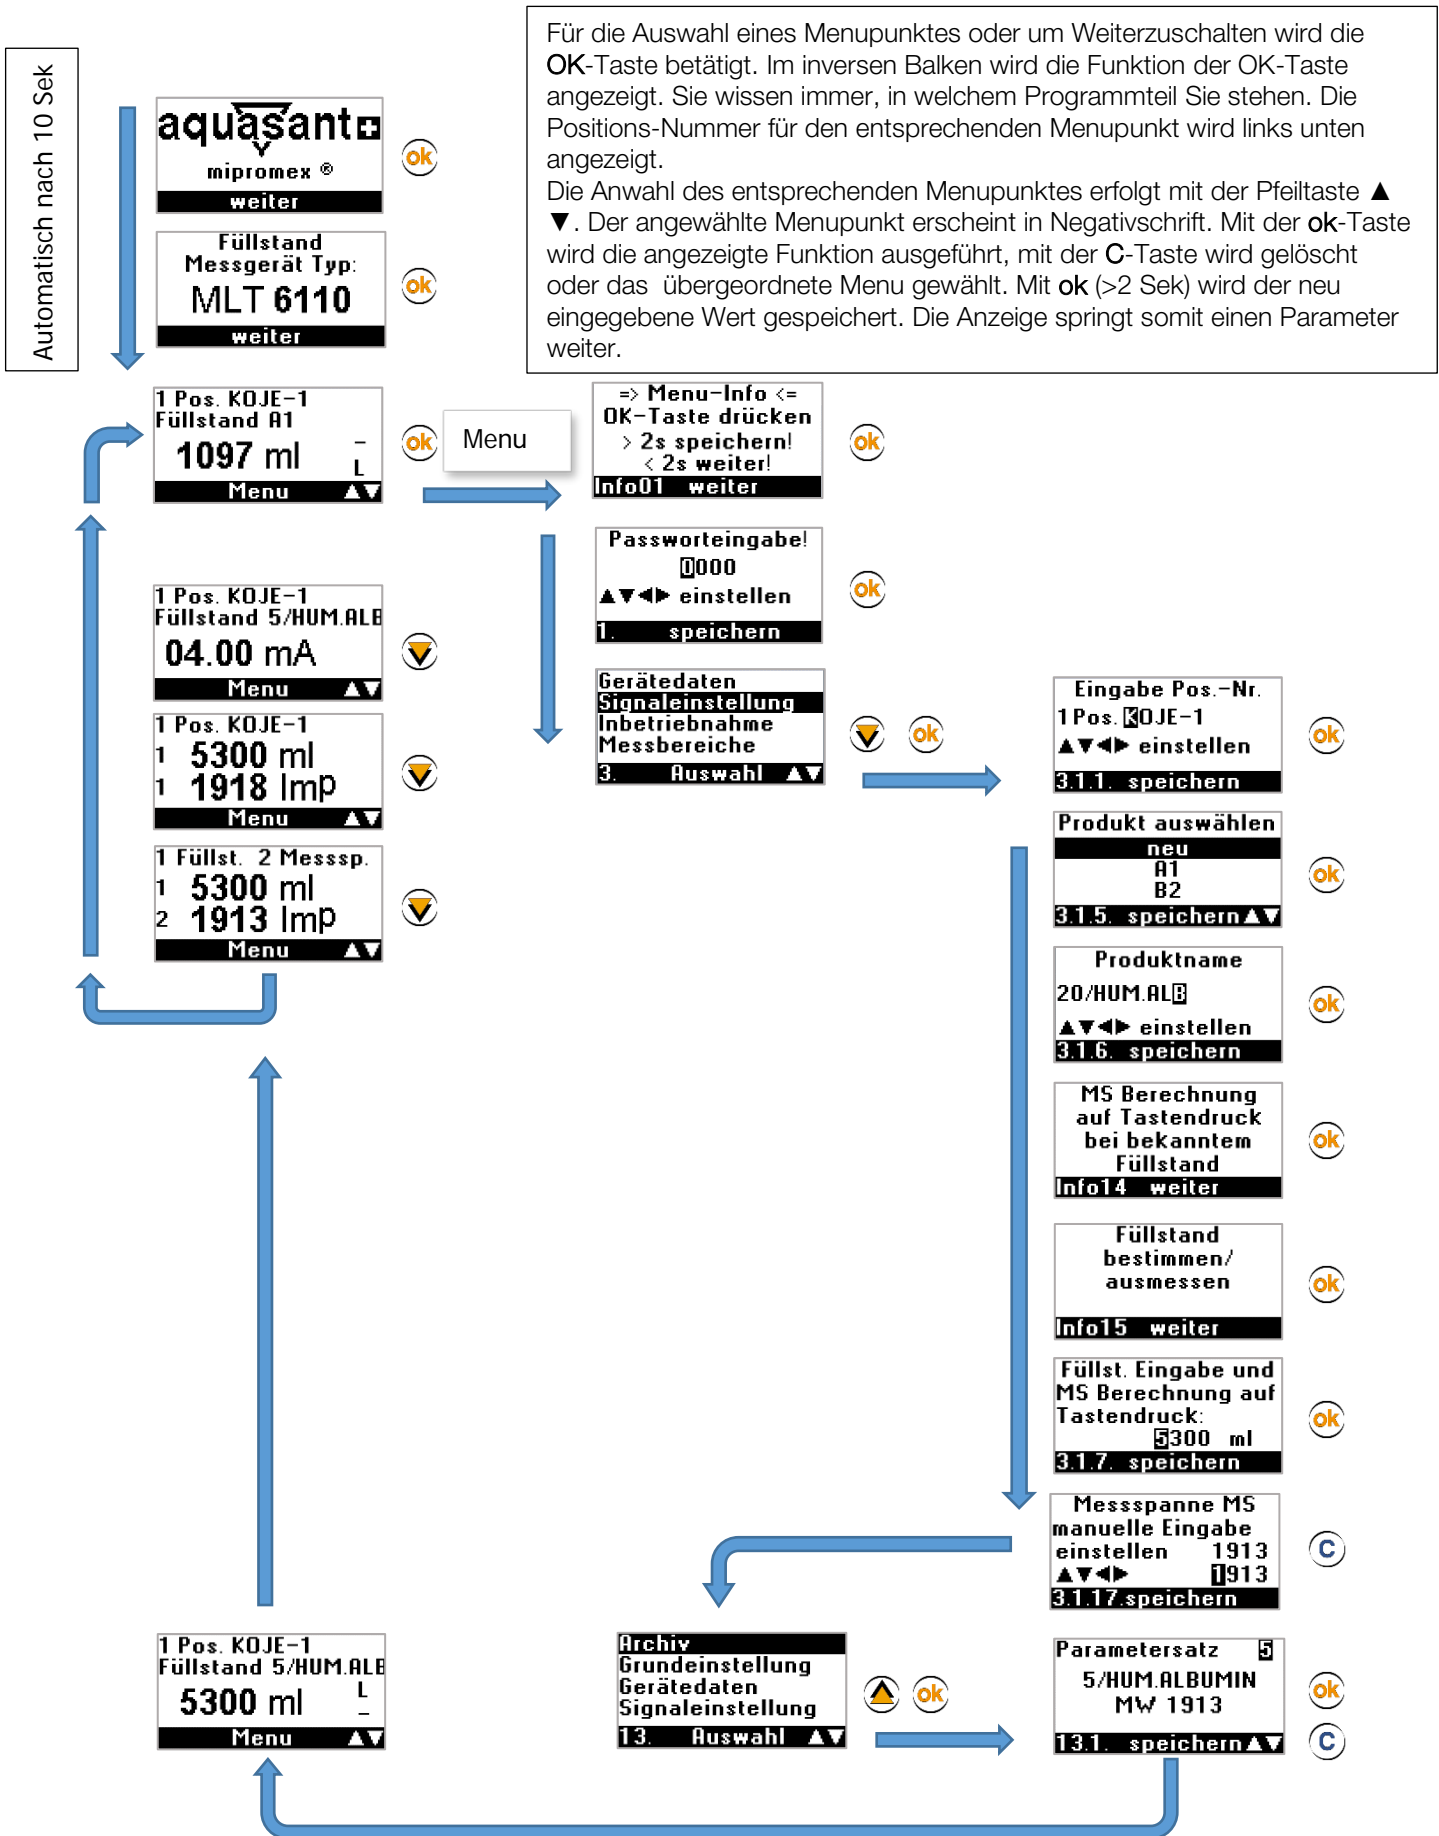 Für die Auswahl eines Menupunktes oder um Weiterzuschalten wird die
OK-Taste betätigt. Im inversen Balken wird die Funktion der OK-Taste
angezeigt. Sie wissen immer, in welchem Programmteil Sie stehen. Die
Positions-Nummer für den entsprechenden Menupunkt wird links unten
angezeigt.
Die Anwahl des entsprechenden Menupunktes erfolgt mit der Pfeiltaste ▲
▼. Der angewählte Menupunkt erscheint in Negativschrift. Mit der ok-Taste
wird die angezeigte Funktion ausgeführt, mit der C-Taste wird gelöscht
oder das  übergeordnete Menu gewählt. Mit ok (>2 Sek) wird der neu
eingegebene Wert gespeichert. Die Anzeige springt somit einen Parameter
weiter.
Automatisch nach 10 Sek
aquasant
mipromex ®
weiter
ok
Füllstand
Messgerät Typ:
MLT 6110
weiter
ok
1 Pos. KOJE-1
Füllstand A1
1097 ml
L
Menu ▲▼
ok
Menu
=> Menu-Info <=
OK-Taste drücken
> 2s speichern!
< 2s weiter!
Info01 weiter
ok
Passworteingabe!
0000
▲▼◄► einstellen
1. speichern
ok
1 Pos. KOJE-1
Füllstand 5/HUM.ALB
04.00 mA
Menu ▲▼
1 Pos. KOJE-1
1 5300 ml
1 1918 Imp
Menu ▲▼
1 Füllst. 2 Messsp.
1 5300 ml
2 1913 Imp
Menu ▲▼
Gerätedaten
Signaleinstellung
Inbetriebnahme
Messbereiche
3. Auswahl ▲▼
ok
Eingabe Pos.-Nr.
1 Pos. KOJE-1
▲▼◄► einstellen
3.1.1. speichern
ok
Produkt auswählen
neu
A1
B2
3.1.5. speichern▲▼
ok
Produktname
20/HUM.ALB
▲▼◄► einstellen
3.1.6. speichern
ok
MS Berechnung
auf Tastendruck
bei bekanntem
Füllstand
Info14 weiter
ok
Füllstand
bestimmen/
ausmessen
Info15 weiter
ok
Füllst. Eingabe und
MS Berechnung auf
Tastendruck:
5300 ml
3.1.7. speichern
ok
Messspanne MS
manuelle Eingabe
einstellen 1913
▲▼◄► 1913
3.1.17.speichern
C
Archiv
Grundeinstellung
Gerätedaten
Signaleinstellung
13. Auswahl ▲▼
ok
Parametersatz 5
5/HUM.ALBUMIN
MW 1913
13.1. speichern▲▼
ok
C
1 Pos. KOJE-1
Füllstand 5/HUM.ALB
5300 ml
L
Menu ▲▼